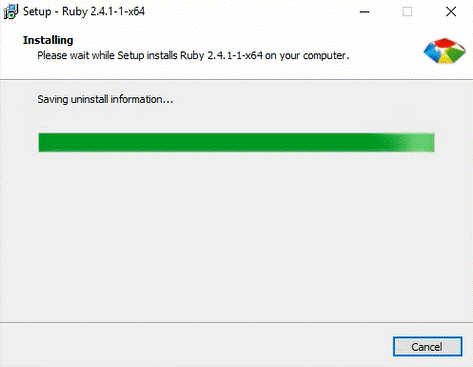 Setup - Ruby 2.4.1-1-x64
Installing
Please wait while Setup installs Ruby 2.4.1-1-x64 on your computer.
Saving uninstall information...
Cancel